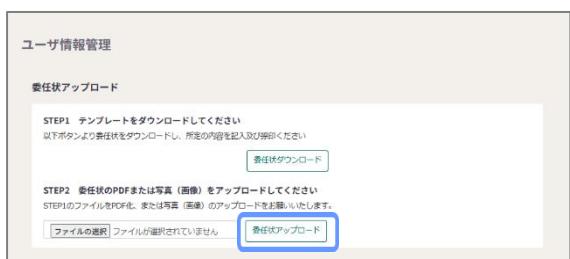 ユーザ情報管理
委任状アップロード
STEP1 テンプレートをダウンロードしてください
以下ボタンより委任状をダウンロードし、所定の内容を記入及び押印ください
委任状ダウンロード
STEP2 委任状のPDFまたは写真（画像）をアップロードしてください
STEP1のファイルをPDF化、または写真（画像）のアップロードをお願いいたします。
ファイルの選択 ファイルが選択されていません 委任状アップロード